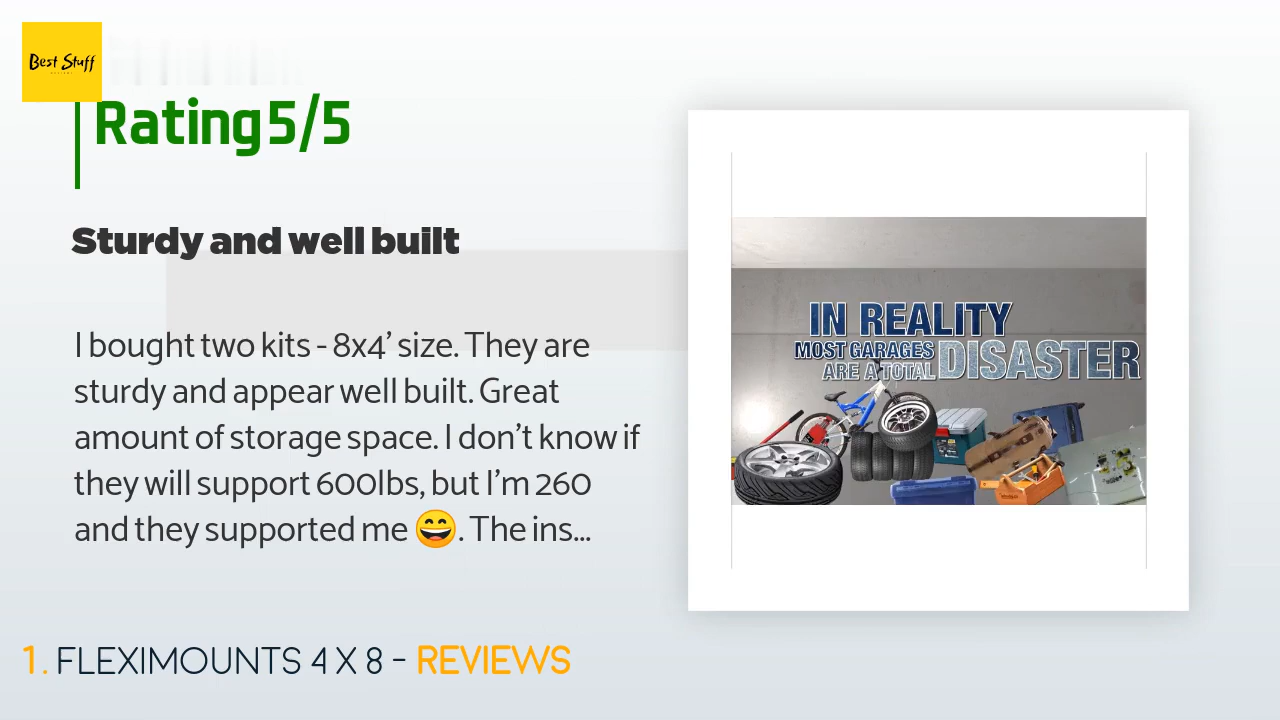 Best Stuff
Rating 5/5
Sturdy and well built
I bought two kits - 8x4’ size. They are
sturdy and appear well built. Great
amount of storage space. I don’t know if
they will support 600lbs, but I’m 260
and they supported me 😄. The ins...
IN REALITY
MOST GARAGES
ARE A TOTAL DISASTER
1. FLEXIMOUNTS 4 X 8 - REVIEWS